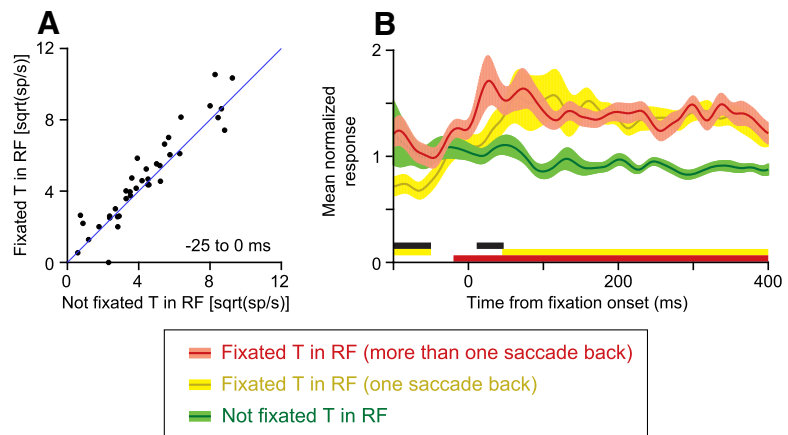 A
12
8
4
0
0
4
8
12
Fixated T in RF [sqrt(sp/s)]
-25 to 0 ms
Not fixated T in RF [sqrt(sp/s)]
B
2
1
0
0
200
400
Mean normalized
response
Time from fixation onset (ms)
Fixated T in RF (more than one saccade back)
Fixated T in RF (one saccade back)
Not fixated T in RF